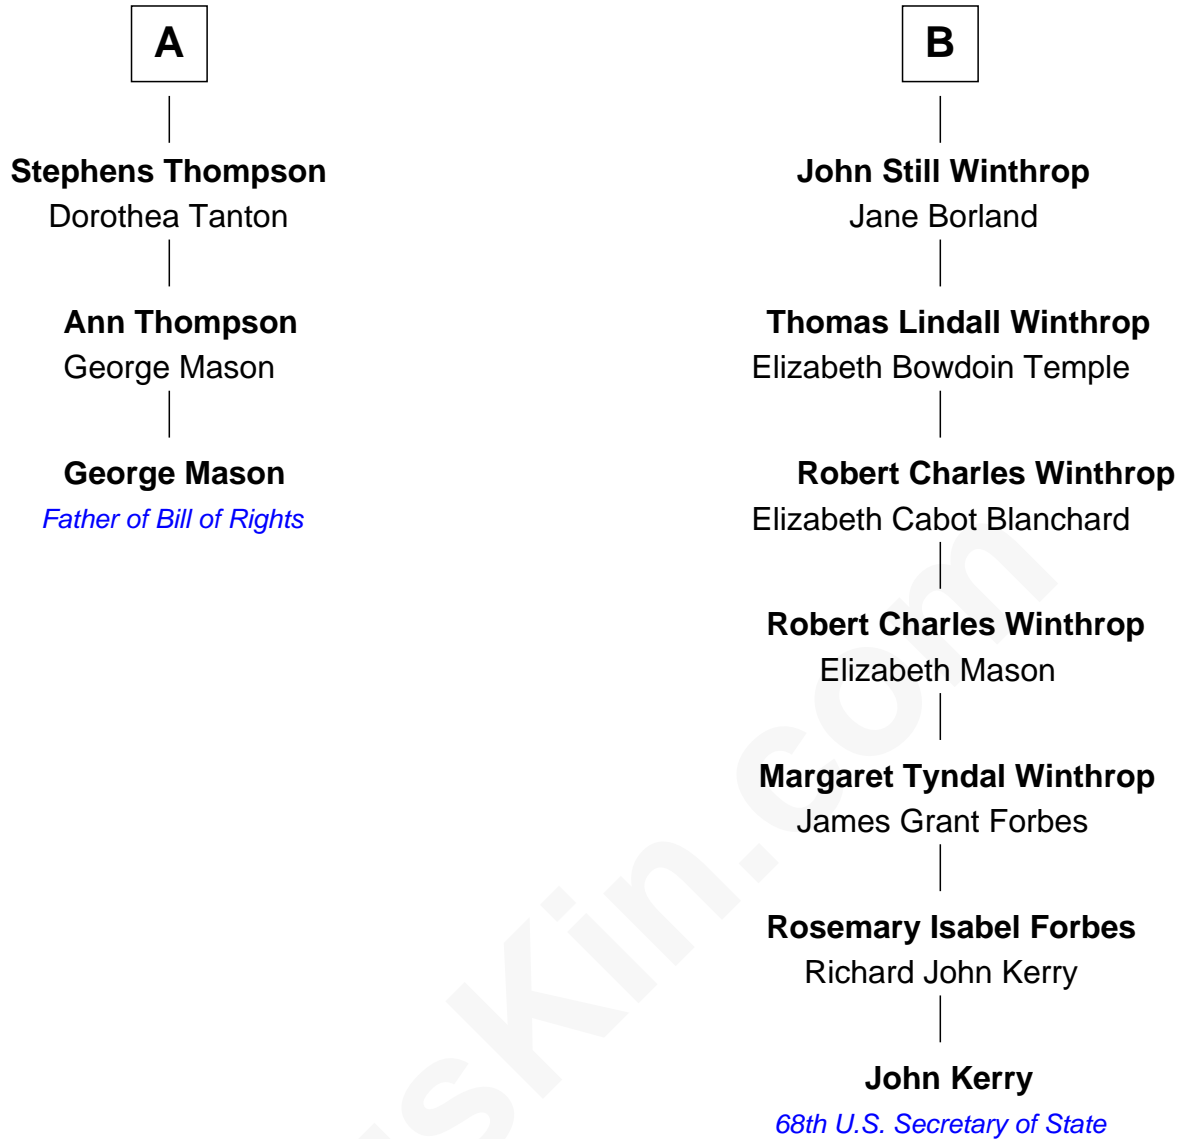 A
Stephens Thompson
Dorothea Tanton
Ann Thompson
George Mason
George Mason
Father of Bill of Rights
B
John Still Winthrop
Jane Borland
Thomas Lindall Winthrop
Elizabeth Bowdoin Temple
Robert Charles Winthrop
Elizabeth Cabot Blanchard
Robert Charles Winthrop
Elizabeth Mason
Margaret Tyndal Winthrop
James Grant Forbes
Rosemary Isabel Forbes
Richard John Kerry
John Kerry
68th U.S. Secretary of State